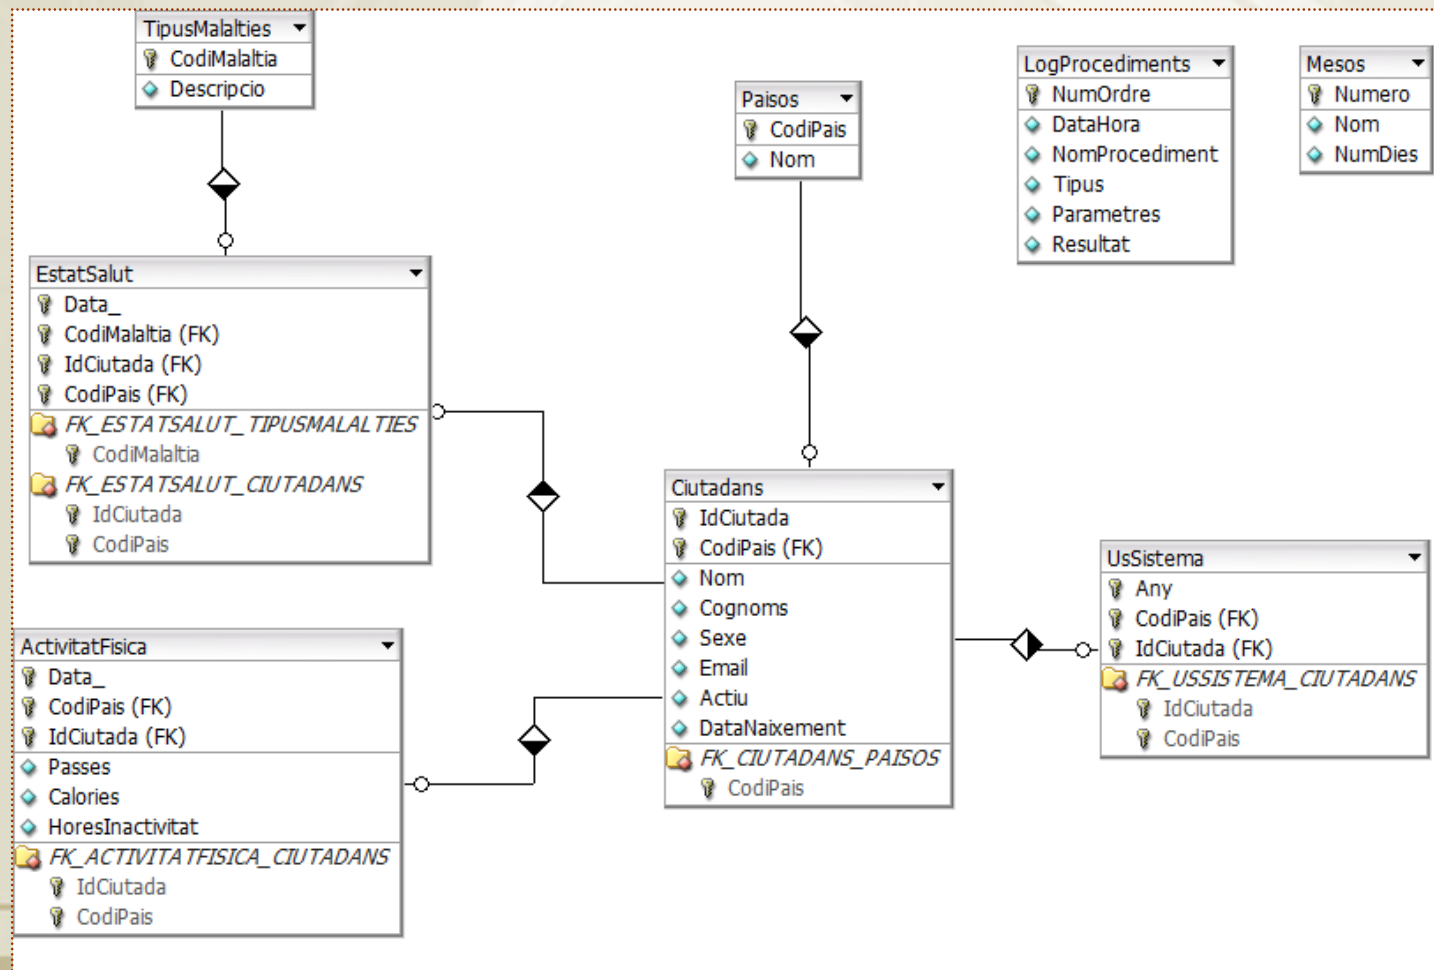 TipusMalalties
CodiMalaltia
Descripcio
Paisos
CodiPais
Nom
LogProcediments
NumOrdre
DataHora
NomProcediment
Tipus
Parametres
Resultat
Mesos
Numero
Nom
NumDies
EstatSalut
Data_
CodiMalaltia (FK)
IdCiutada (FK)
CodiPais (FK)
FK_ESTATSALUT_TIPUSMALALTIES
CodiMalaltia
FK_ESTATSALUT_CIUTADANS
IdCiutada
CodiPais
Ciutadans
IdCiutada
CodiPais (FK)
Nom
Cognoms
Sexe
Email
Actiu
DataNaixement
FK_CIUTADANS_PAISOS
CodiPais
UsSistema
Any
CodiPais (FK)
IdCiutada (FK)
FK_USSISTEMA_CIUTADANS
IdCiutada
CodiPais
ActivitatFisica
Data_
CodiPais (FK)
IdCiutada (FK)
Passes
Calories
HoresInactivitat
FK_ACTIVITATFISICA_CIUTADANS
IdCiutada
CodiPais